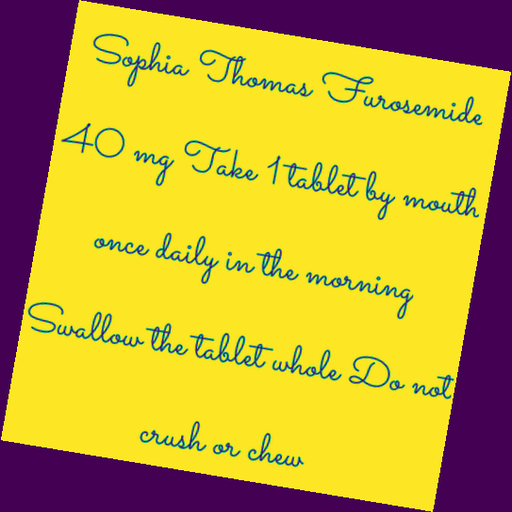 Sophia Thomas Furosemide
40 mg Take 1 tablet by mouth
once daily in the morning
Swallow the tablet whole Do not
crush or chew